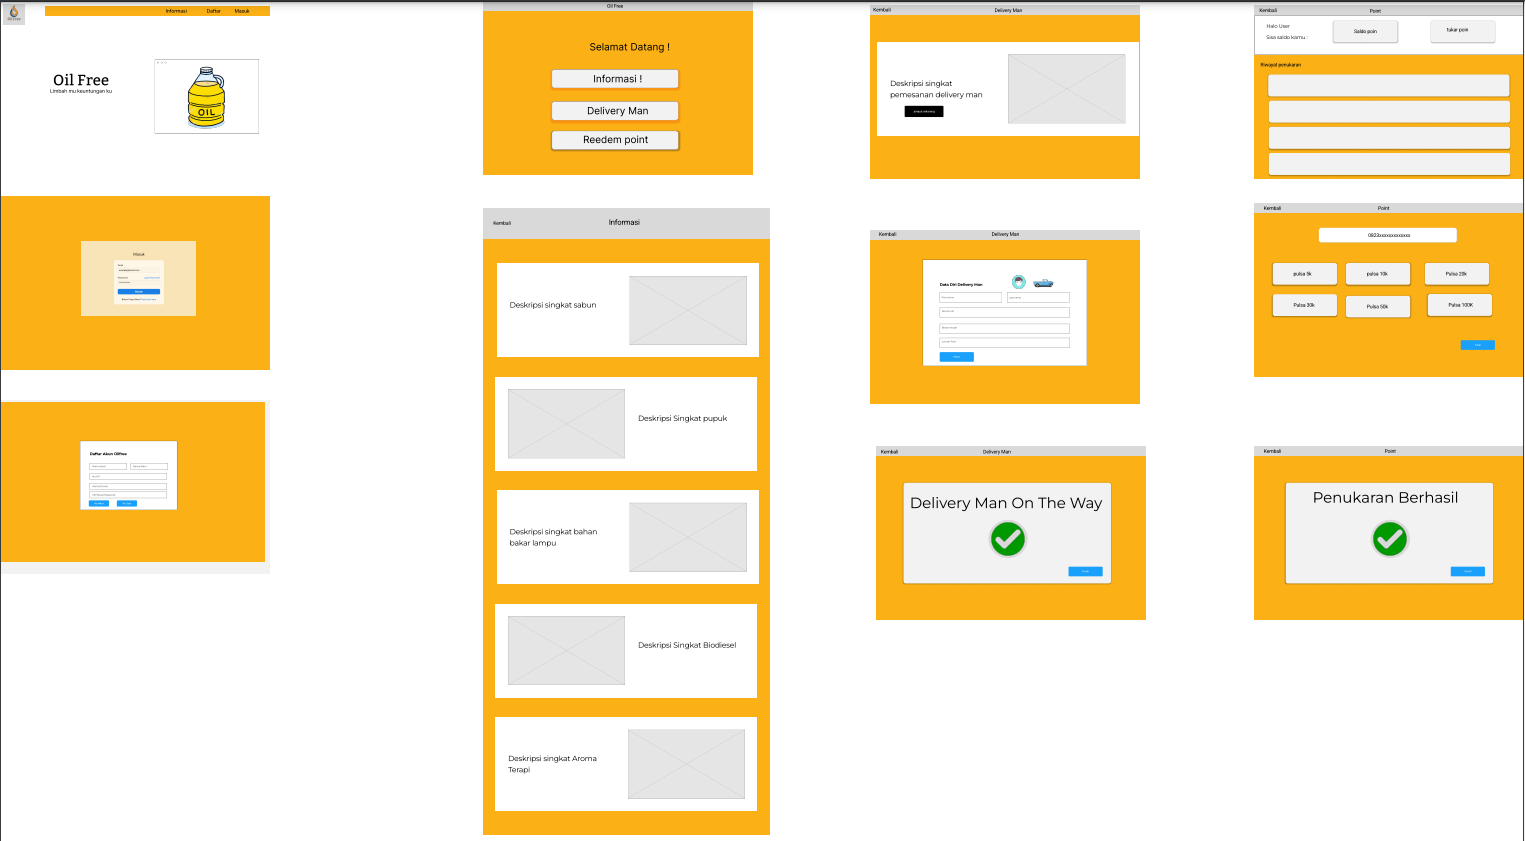 Oil Free
Informasi
Daftar
Masuk
Oil Free
Limbah mu keuntungan ku
OIL
Masuk
Daftar Akun Oilfree
Oil Free
Selamat Datang !
Informasi !
Delivery Man
Reedem point
Kembali
Informasi
Deskripsi singkat sabun
Deskripsi Singkat pupuk
Deskripsi singkat bahan
bakar lampu
Deskripsi Singkat Biodiesel
Deskripsi singkat Aroma
Terapi
Kembali
Delivery Man
Deskripsi singkat
pemesanan delivery man
Kembali
Delivery Man
Data Diri Delivery Man
Kembali
Delivery Man
Delivery Man On The Way
Kembali
Point
Halo User
Sisa saldo kamu :
Saldo poin
tukar poin
Riwayat penukaran
Kembali
Point
0823xxxxxxxxxxxxx
pulsa 5k
pulsa 10k
Pulsa 20k
Pulsa 30k
Pulsa 50k
Pulsa 100K
Kembali
Point
Penukaran Berhasil